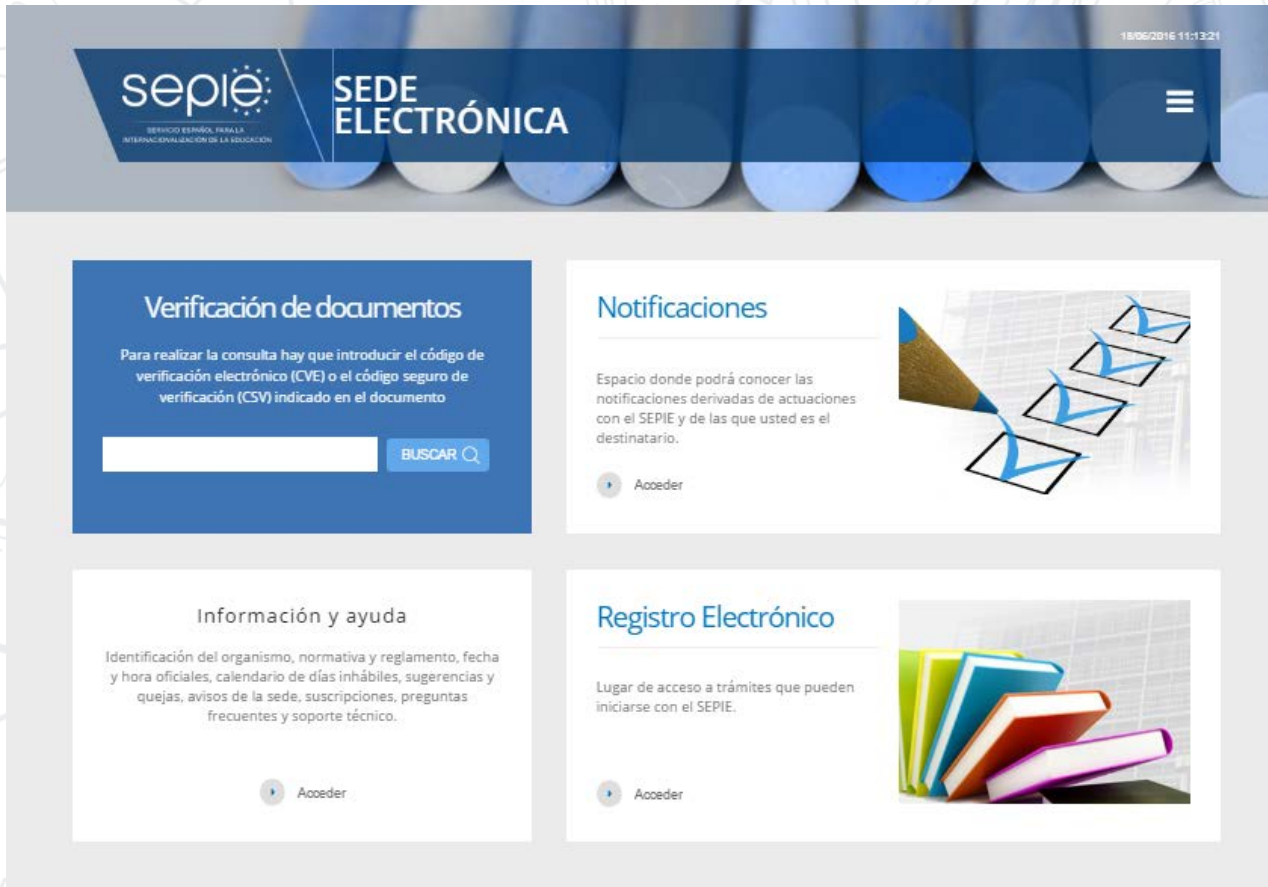 18/06/2016 11:13:21
sepie
SERVICIO ESPAÑOL PARA LA
INTERNACIONALIZACIÓN DE LA EDUCACIÓN
SEDE
ELECTRÓNICA
Verificación de documentos
Para realizar la consulta hay que introducir el código de
verificación electrónico (CVE) o el código seguro de
verificación (CSV) indicado en el documento
BUSCAR
Notificaciones
Espacio donde podrá conocer las
notificaciones derivadas de actuaciones
con el SEPIE y de las que usted es el
destinatario.
Acceder
Información y ayuda
Identificación del organismo, normativa y reglamento, fecha
y hora oficiales, calendario de días inhábiles, sugerencias y
quejas, avisos de la sede, suscripciones, preguntas
frecuentes y soporte técnico.
Acceder
Registro Electrónico
Lugar de acceso a trámites que pueden
iniciarse con el SEPIE.
Acceder